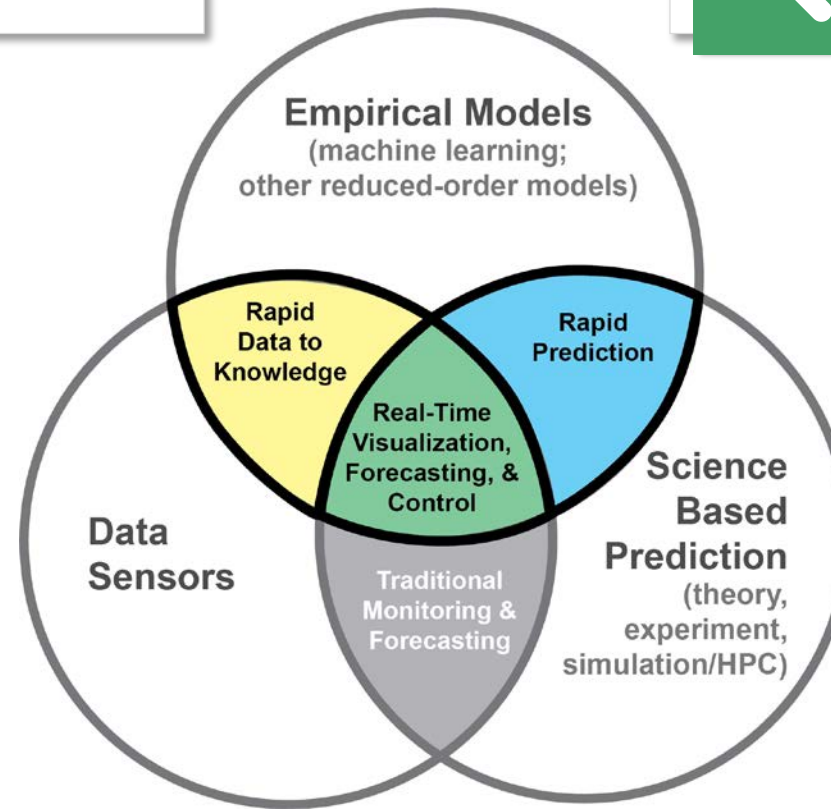 Empirical Models
(machine learning;
other reduced-order models)
Rapid
Data to
Knowledge
Rapid
Prediction
Real-Time
Visualization,
Forecasting, &
Control
Data
Sensors
Science
Based
Prediction
(theory,
experiment,
simulation/HPC)
Traditional
Monitoring &
Forecasting